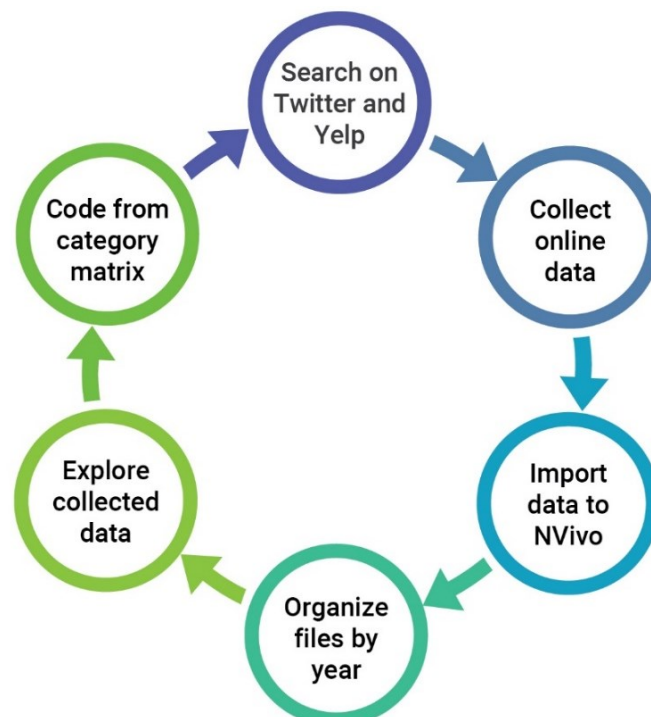 Search on
Twitter and
Yelp
Collect
online
data
Import
data to
NVivo
Organize
files by
year
Explore
collected
data
Code from
category
matrix